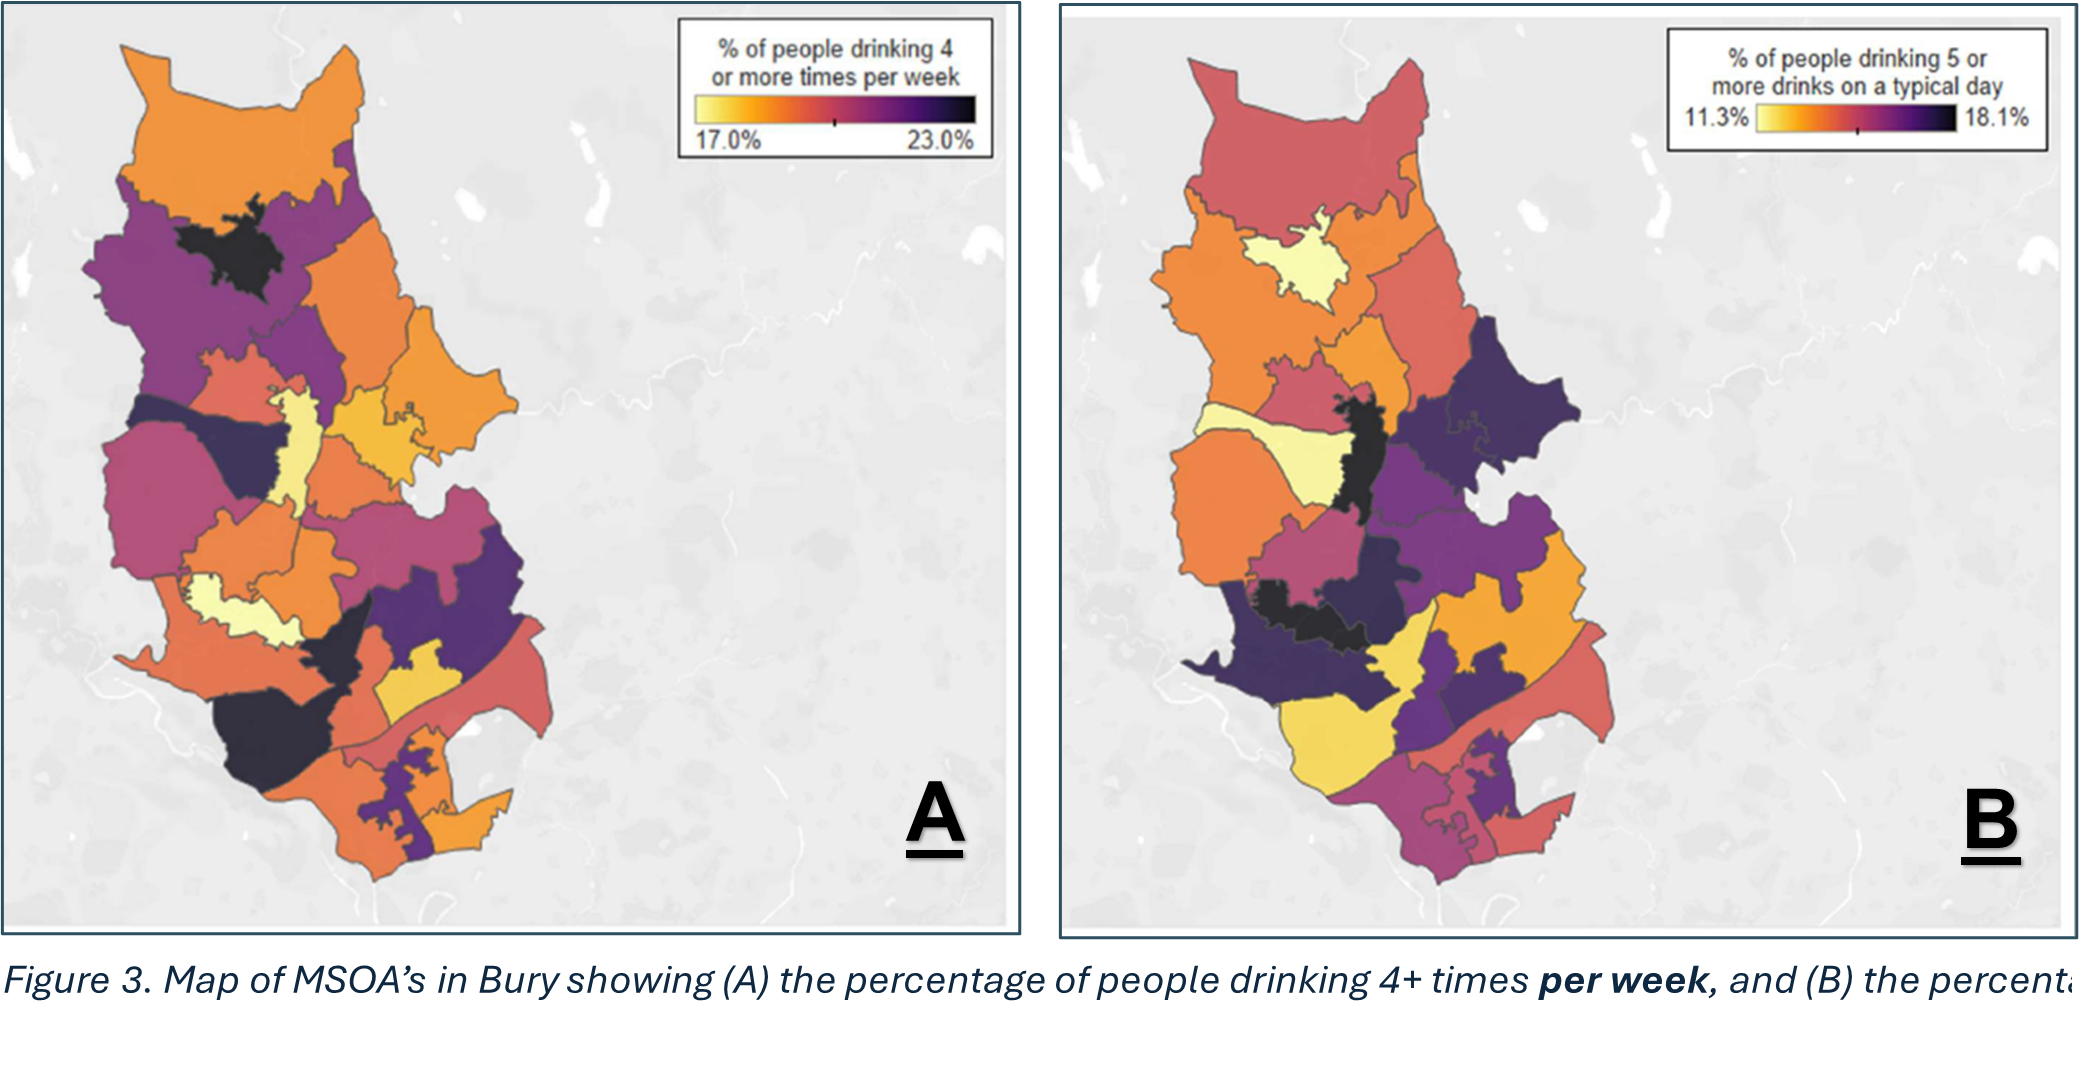 % of people drinking 4
or more times per week
17.0% 23.0%
A
% of people drinking 5 or
more drinks on a typical day
11.3% 18.1%
B
Figure 3. Map of MSOA’s in Bury showing (A) the percentage of people drinking 4+ times per week, and (B) the